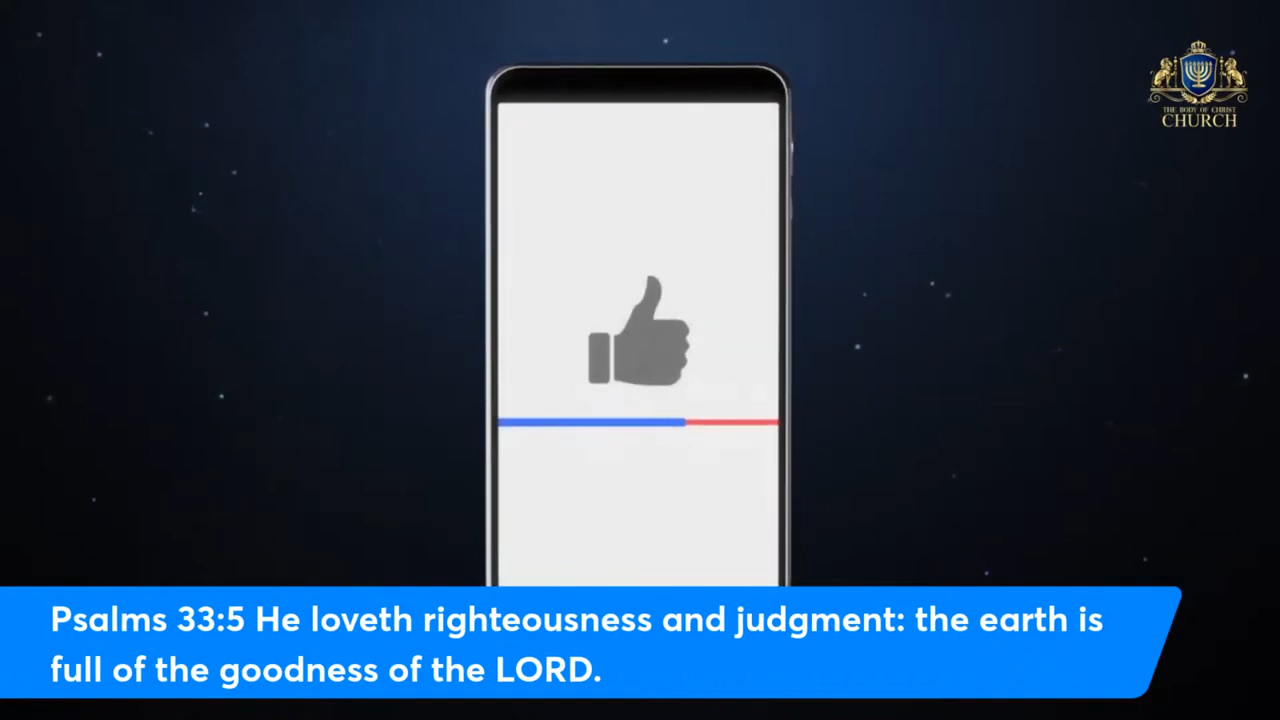 THE BODY OF CHRIST
CHURCH
Psalms 33:5 He loveth righteousness and judgment: the earth is
full of the goodness of the LORD.